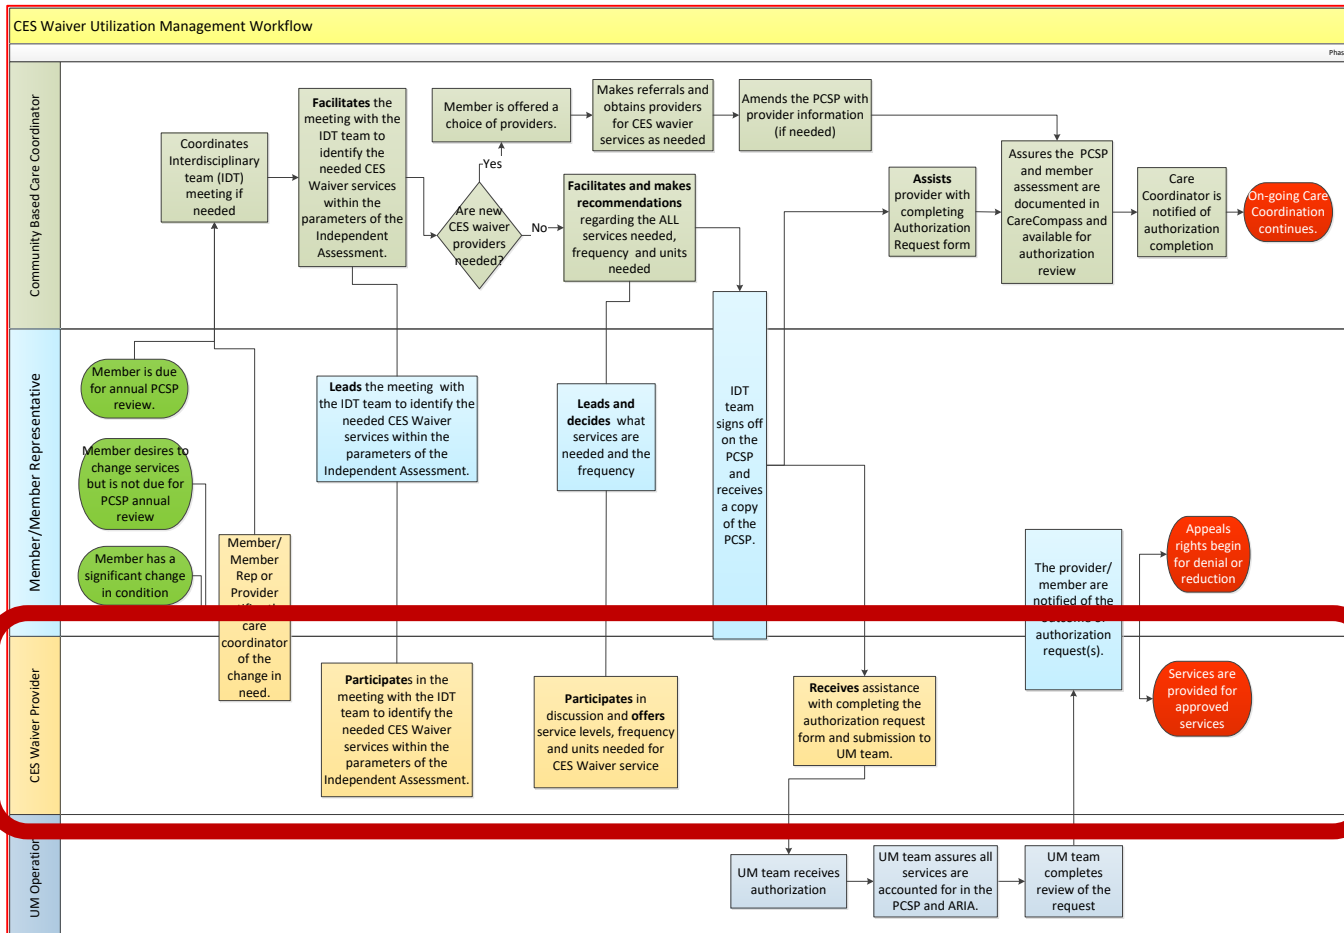 CES Waiver Utilization Management Workflow
Phas
Community Based Care Coordinator
Coordinates
Interdisciplinary
team (IDT)
meeting if
needed
Facilitates the
meeting with the
IDT team to
identify the
needed CES
Waiver services
within the
parameters of the
Independent
Assessment.
Member is offered a
choice of providers.
Yes
Are new
CES waiver
providers
needed?
No
Makes referrals and
obtains providers
for CES wavier
services as needed
Amends the PCSP with
provider information
(if needed)
Facilitates and makes
recommendations
regarding the ALL
services needed,
frequency and units
needed
Assists
provider with
completing
Authorization
Request form
Assures the PCSP
and member
assessment are
documented in
CareCompass and
available for
authorization
review
Care
Coordinator is
notified of
authorization
completion
On-going Care
Coordination
continues.
Member/Member Representative
Member is due
for annual PCSP
review.
Member desires to
change services
but is not due for
PCSP annual
review
Member has a
significant change
in condition
Member/
Member
Rep or
Provider
care
coordinator
of the
change in
need.
Leads the meeting with
the IDT team to identify the
needed CES Waiver
services within the
parameters of the
Independent Assessment.
Leads and
decides what
services are
needed and the
frequency
IDT
team
signs off
on the
PCSP
and
receives
a copy
of the
PCSP.
The provider/
member are
notified of the
authorization
request(s).
Appeals
rights begin
for denial or
reduction
CES Waiver Provider
Participates in the
meeting with the IDT
team to identify the
needed CES Waiver
services within the
parameters of the
Independent Assessment.
Participates in
discussion and offers
service levels, frequency
and units needed for
CES Waiver service
Receives assistance
with completing the
authorization request
form and submission to
UM team.
Services are
provided for
approved
services
UM Operation
UM team receives
authorization
UM team assures all
services are
accounted for in the
PCSP and ARIA.
UM team
completes
review of the
request